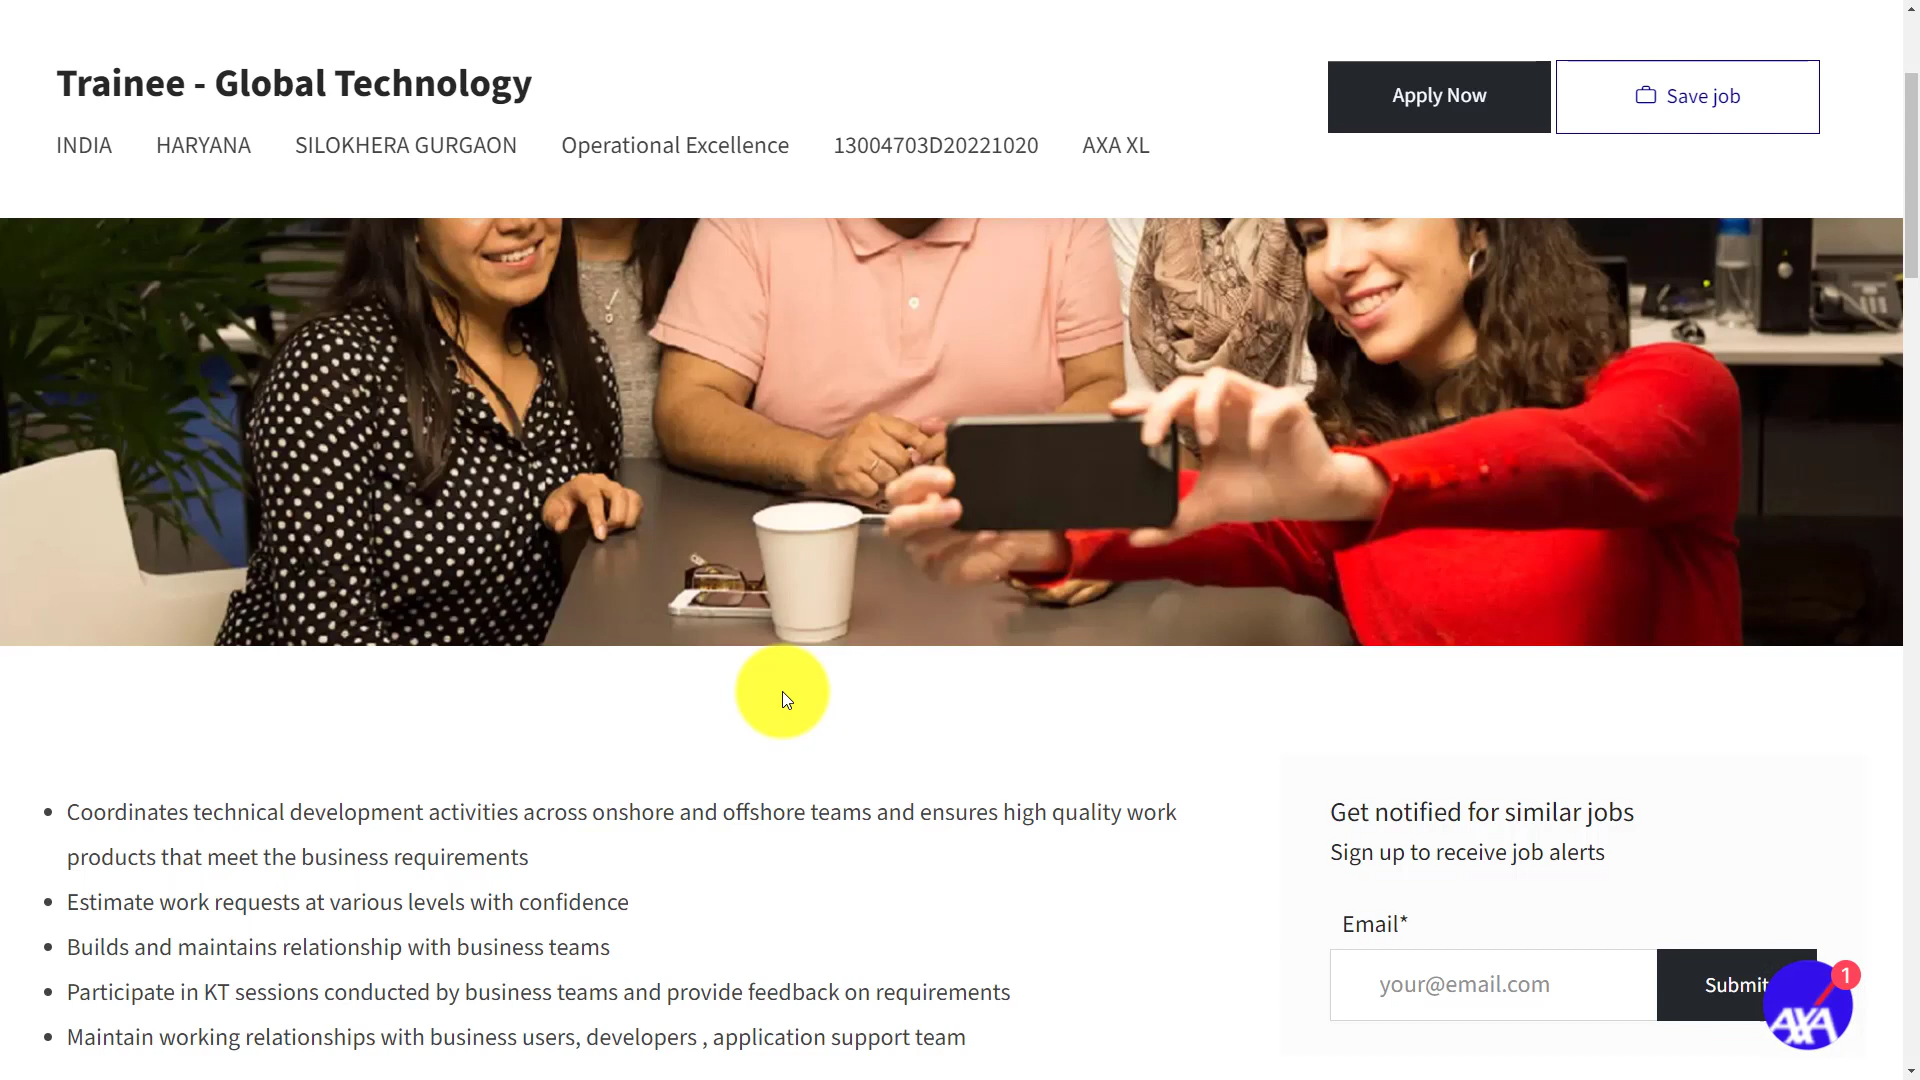 Trainee - Global Technology
INDIA HARYANA SILOKHERA GURGAON Operational Excellence 13004703D20221020 AXA XL
Apply Now
Save job
Coordinates technical development activities across onshore and offshore teams and ensures high quality work
products that meet the business requirements
Estimate work requests at various levels with confidence
Builds and maintains relationship with business teams
Participate in KT sessions conducted by business teams and provide feedback on requirements
Maintain working relationships with business users, developers , application support team
Get notified for similar jobs
Sign up to receive job alerts
Email*
your@email.com
Submit
1
AXA